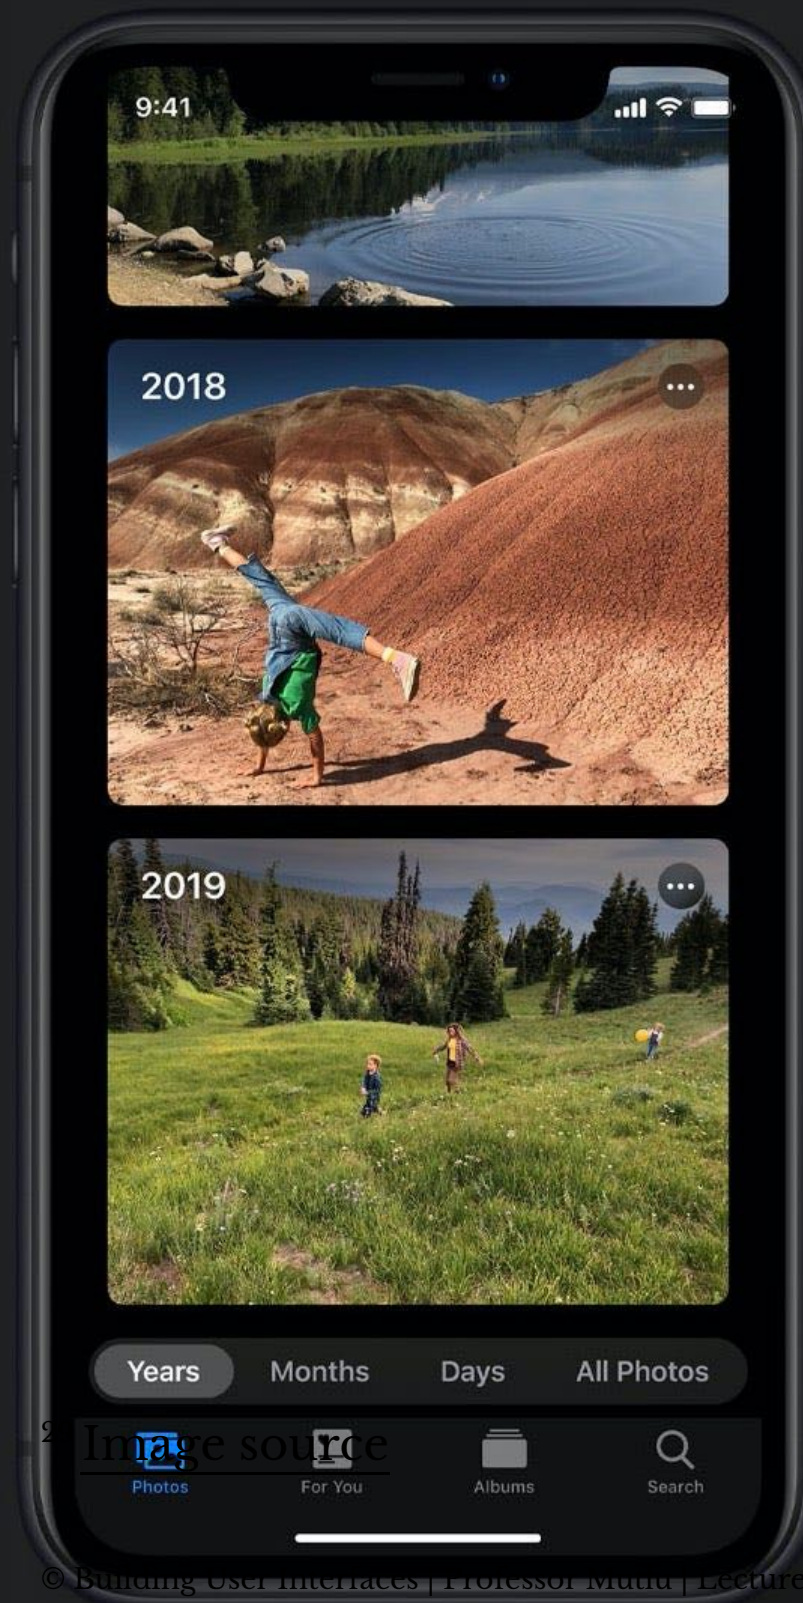 9:41
2018
2019
Years Months Days All Photos
2 Image source
Photos For You Albums Search
© Building User Interfaces | Professor Mutlu | Lecture